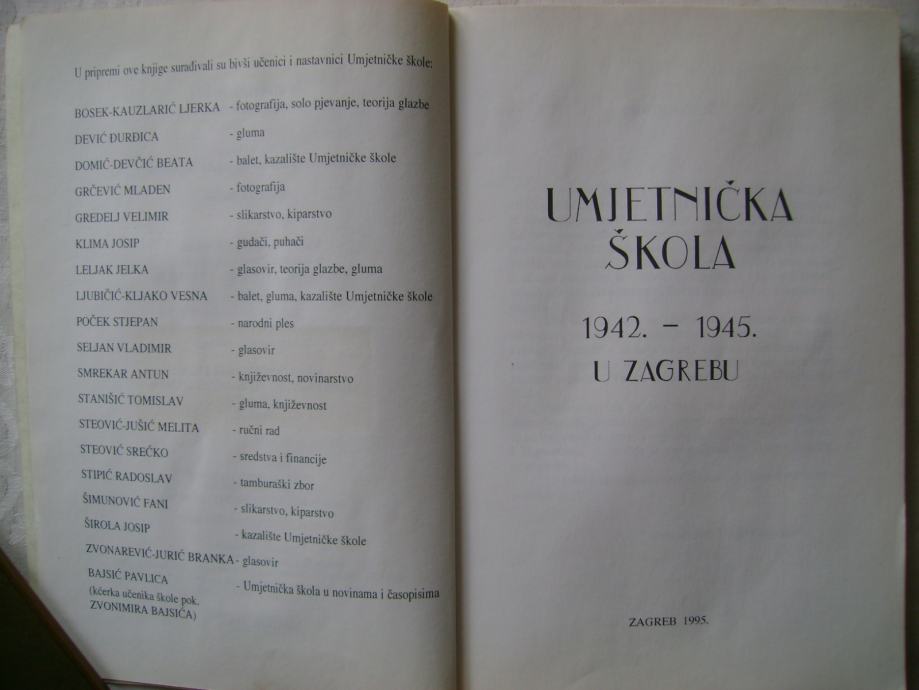 U pripremi ove knjige surađivali su bivši učenici i nastavnici Umjetničke škole:
BOSEK-KAUZLARIĆ LJERKA - fotografija, solo pjevanje, teorija glazbe
DEVIĆ ĐURĐICA - gluma
DOMIĆ-DEVČIĆ BEATA - balet, kazalište Umjetničke škole
GRČEVIĆ MLADEN - fotografija
GREDELJ VELIMIR - slikarstvo, kiparstvo
KLIMA JOSIP - gudači, puhači
LELJAK JELKA - glasovir, teorija glazbe, gluma
LJUBIČIĆ-KLJAKO VESNA - balet, gluma, kazalište Umjetničke škole
POČEK STJEPAN - narodni ples
SELJAN VLADIMIR - glasovir
SMREKAR ANTUN - književnost, novinarstvo
STANIŠIĆ TOMISLAV - gluma, književnost
STEOVIĆ-JUŠIĆ MELITA - ručni rad
STEOVIĆ SREĆKO - sredstva i financije
STIPIĆ RADOSLAV - tamburaški zbor
ŠIMUNOVIĆ FANI - slikarstvo, kiparstvo
ŠIROLA JOSIP - kazalište Umjetničke škole
ZVONAREVIĆ-JURIĆ BRANKA - glasovir
BAJSIĆ PAVLICA - Umjetnička škola u novinama i časopisima
(kćerka učenika škole pok.
ZVONIMIRA BAJSIĆA)
UMJETNIČKA
ŠKOLA
1942. - 1945.
U ZAGREBU
ZAGREB 1995.